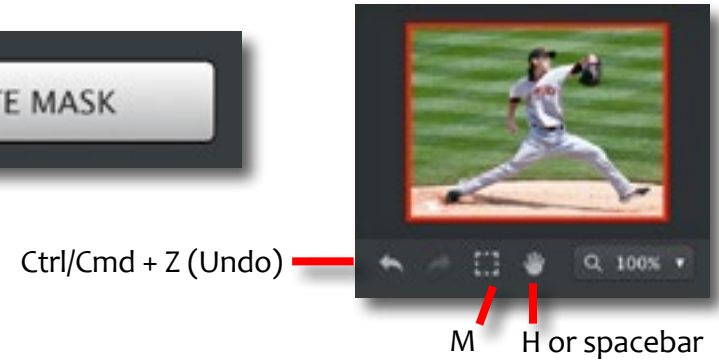 TE MASK
Ctrl/Cmd + Z (Undo)
100%
M
H or spacebar